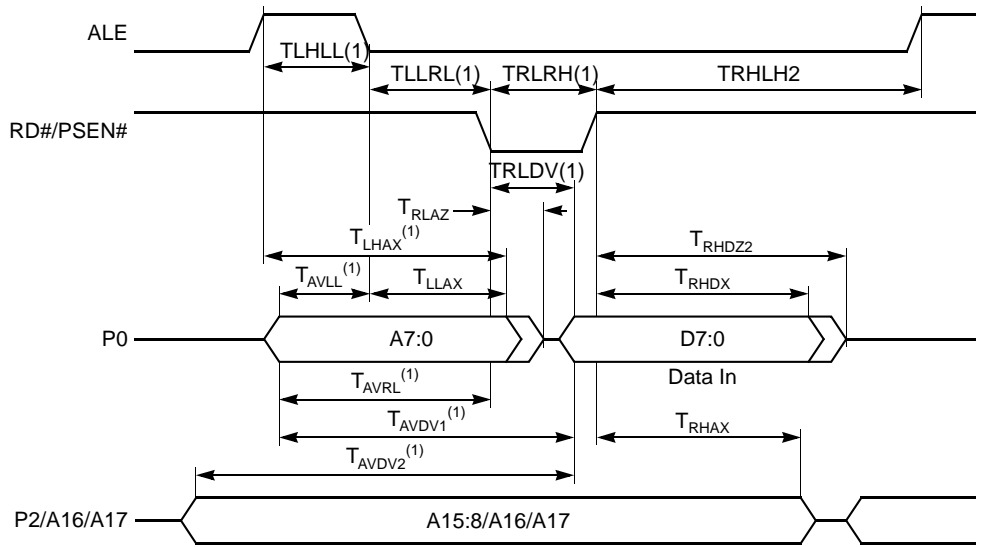 ALE
TLHLL(1)
TLLRL(1) TRLRH(1) TRHLH2
RD#/PSEN#
TRLDV(1)
TRLAZ
TLHAX(1) TRHDZ2
TAVLL(1) TLLAX TRHDX
P0 A7:0 D7:0
Data In
TAVRL(1)
TAVDV1(1) TRHAX
TAVDV2(1)
P2/A16/A17 A15:8/A16/A17